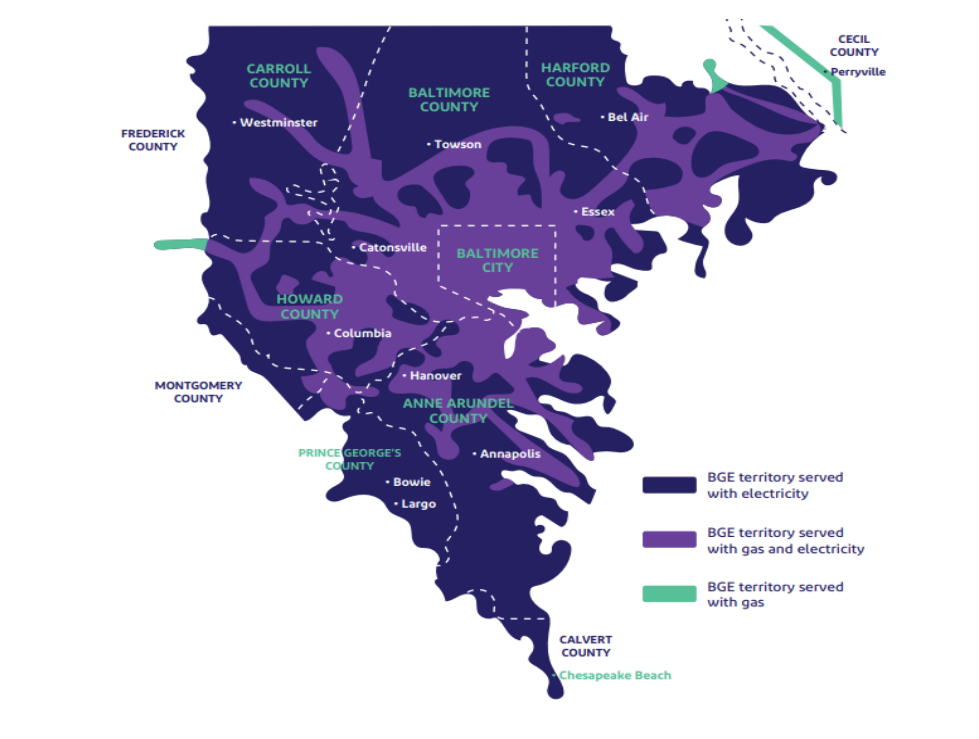 CECIL
COUNTY
• Perryville
CARROLL
COUNTY
HARFORD
COUNTY
BALTIMORE
COUNTY
• Westminster
• Bel Air
FREDERICK
COUNTY
• Towson
• Essex
• Catonsville
BALTIMORE
CITY
HOWARD
COUNTY
• Columbia
• Hanover
MONTGOMERY
COUNTY
ANNE ARUNDEL
COUNTY
PRINCE GEORGE'S
COUNTY
• Annapolis
• Bowie
• Largo
BGE territory served
with electricity
BGE territory served
with gas and electricity
BGE territory served
with gas
CALVERT
COUNTY
• Chesapeake Beach